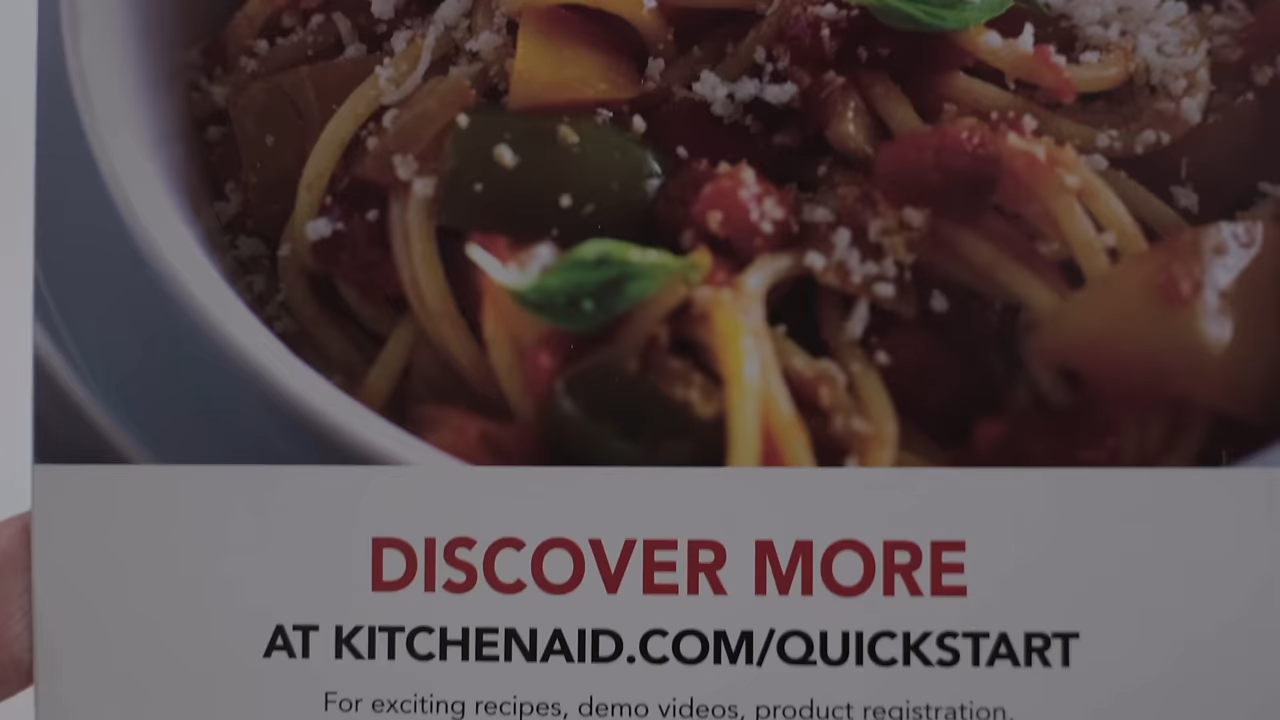 DISCOVER MORE
AT KITCHENAID.COM/QUICKSTART
For exciting recipes, demo videos, product registration,